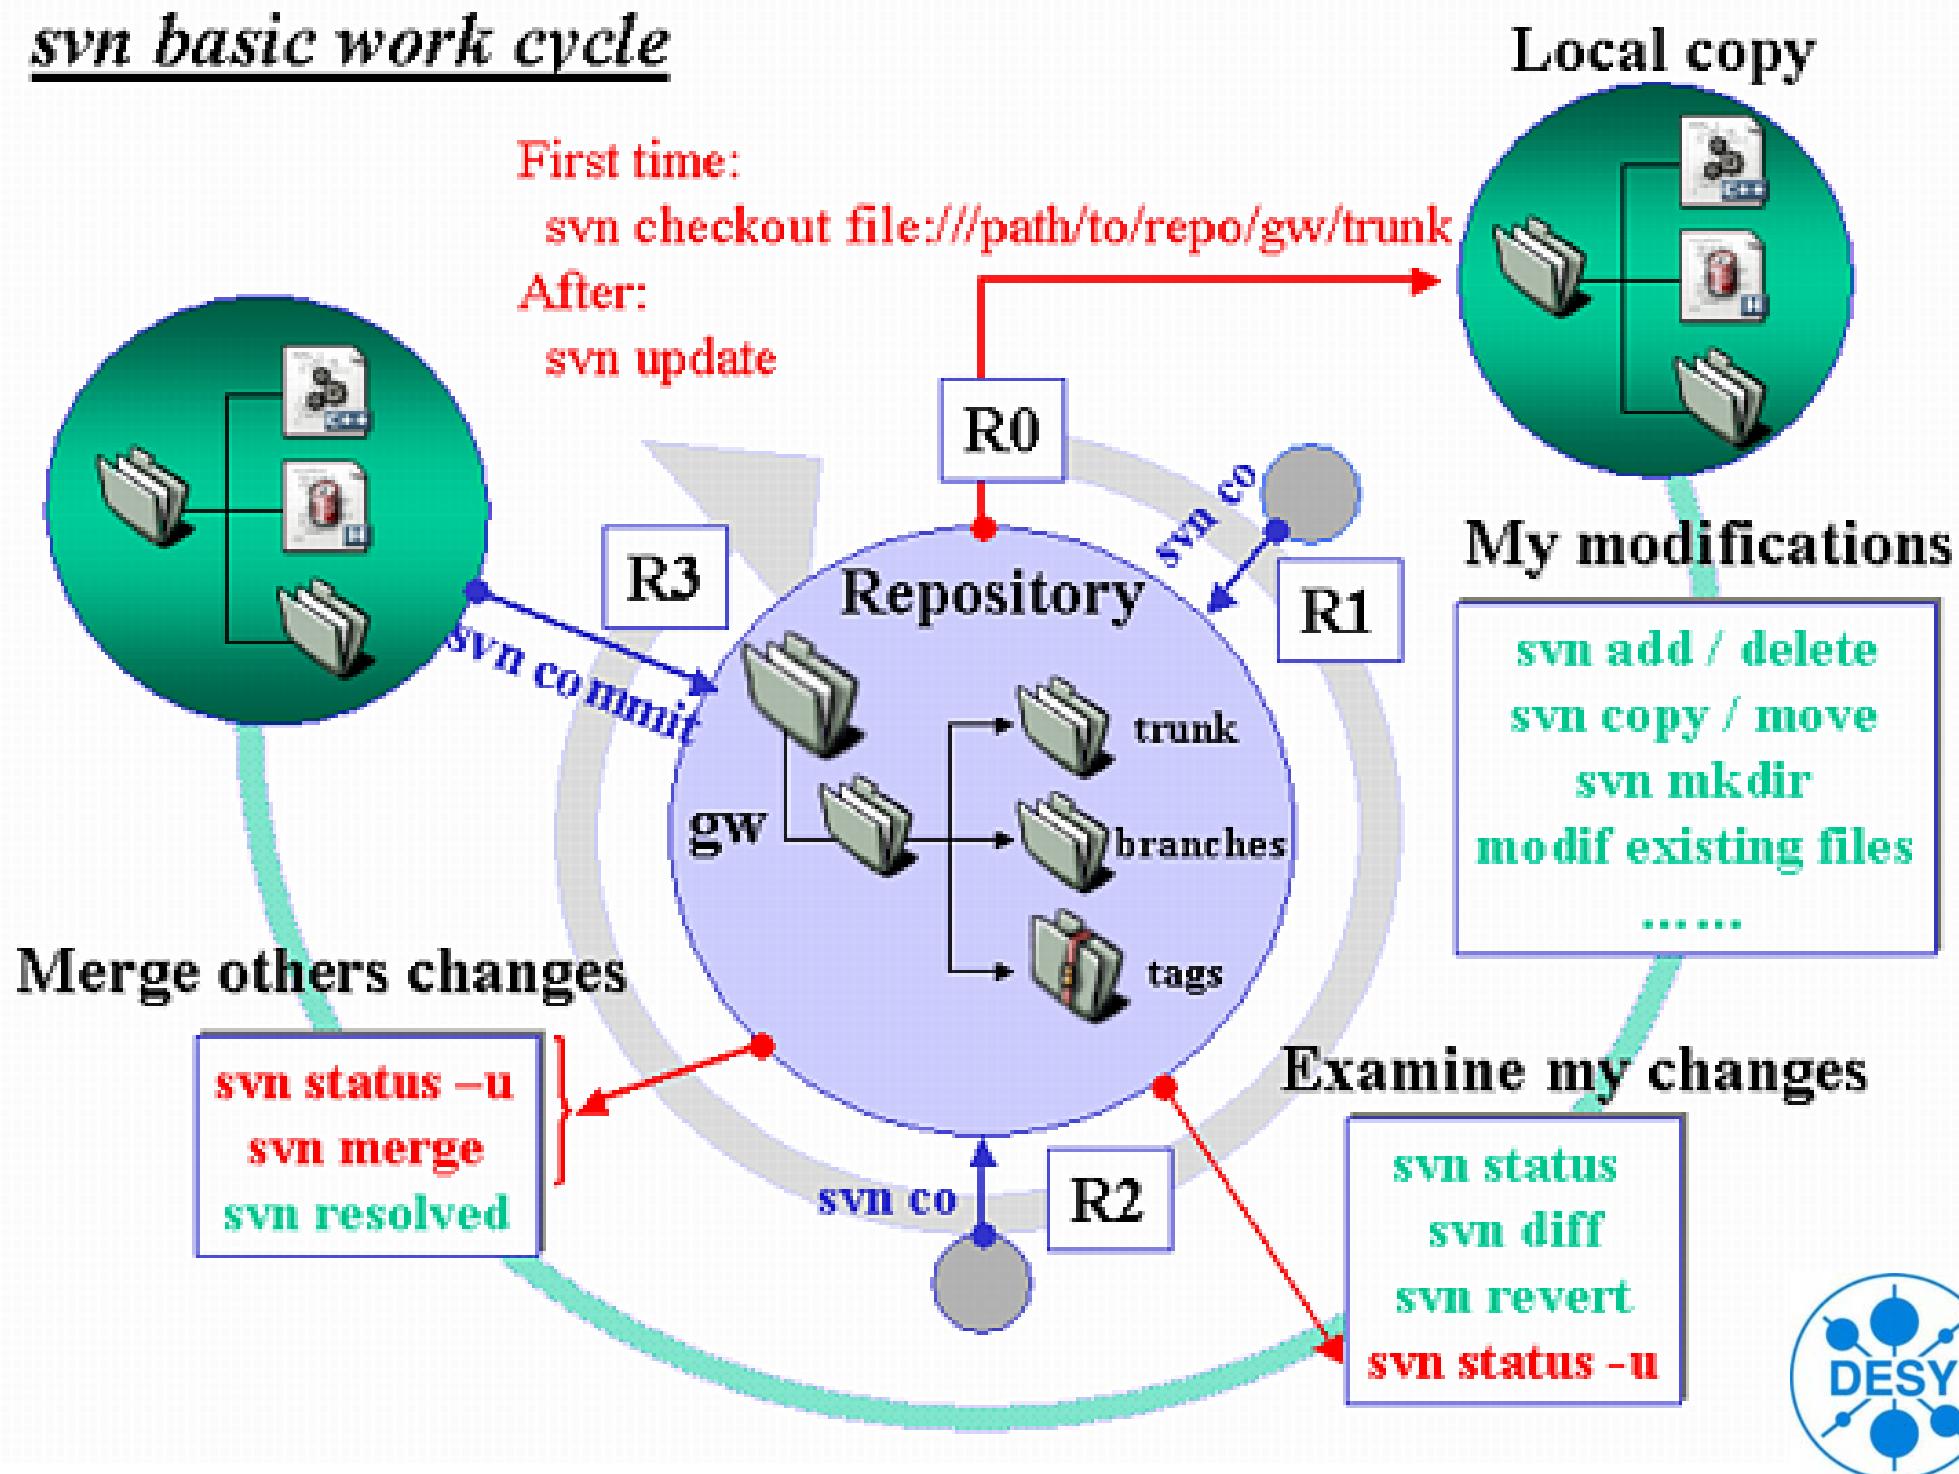 svn basic work cycle
Local copy
First time:
svn checkout file:///path/to/repo/gw/trunk
After:
svn update
R0
svn co
R1
R3
svn commit
Repository
gw
trunk
branches
tags
My modifications
svn add / delete
svn copy / move
svn mkdir
modif existing files
......
Merge others changes
svn status –u
svn merge
svn resolved
svn co
R2
Examine my changes
svn status
svn diff
svn revert
svn status -u
DESY
C++
H
C++
H